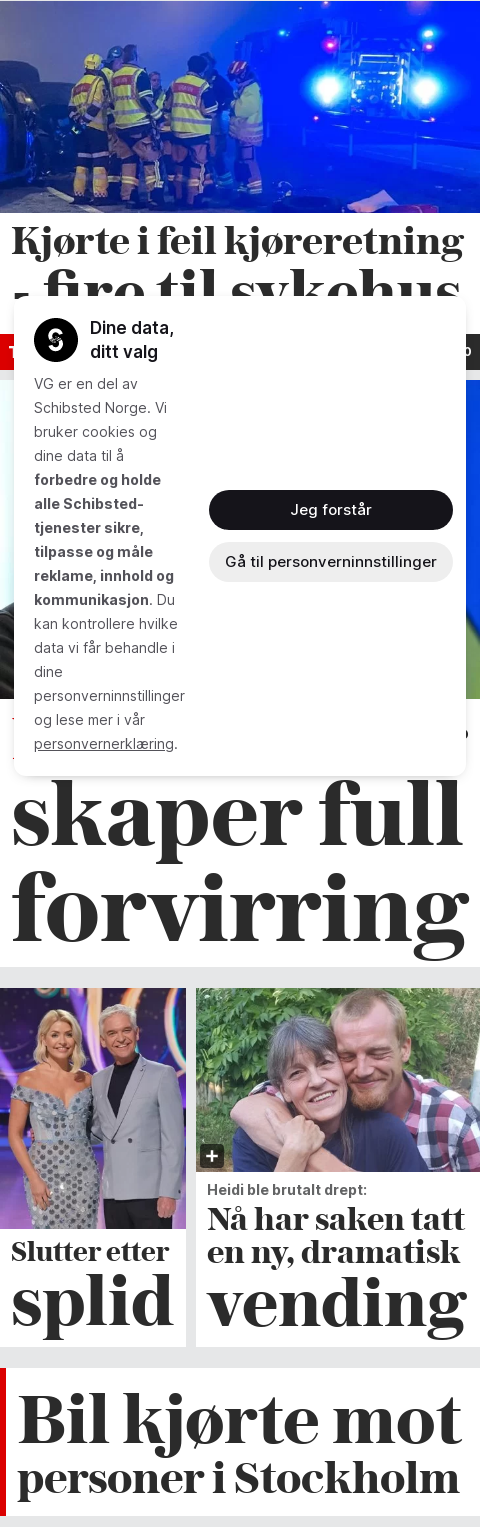 Kjørte i feil kjøreretning
- fire til sykehus
Dine data,
ditt valg
VG er en del av
Schibsted Norge. Vi
bruker cookies og
dine data til å
forbedre og holde
alle Schibsted-
tjenester sikre,
tilpasse og måle
reklame, innhold og
kommunikasjon. Du
kan kontrollere hvilke
data vi får behandle i
dine
personverninnstillinger
og lese mer i vår
personvernerklæring.
Jeg forstår
Gå til personverninnstillinger
skaper full
forvirring
Slutter etter
splid
Heidi ble brutalt drept:
Nå har saken tatt
en ny, dramatisk
vending
Bil kjørte mot
personer i Stockholm